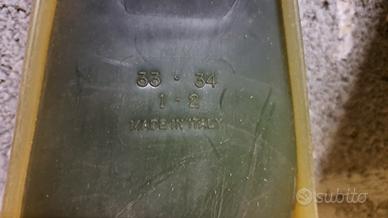 33 - 34
1 - 2
MADE IN ITALY
subito